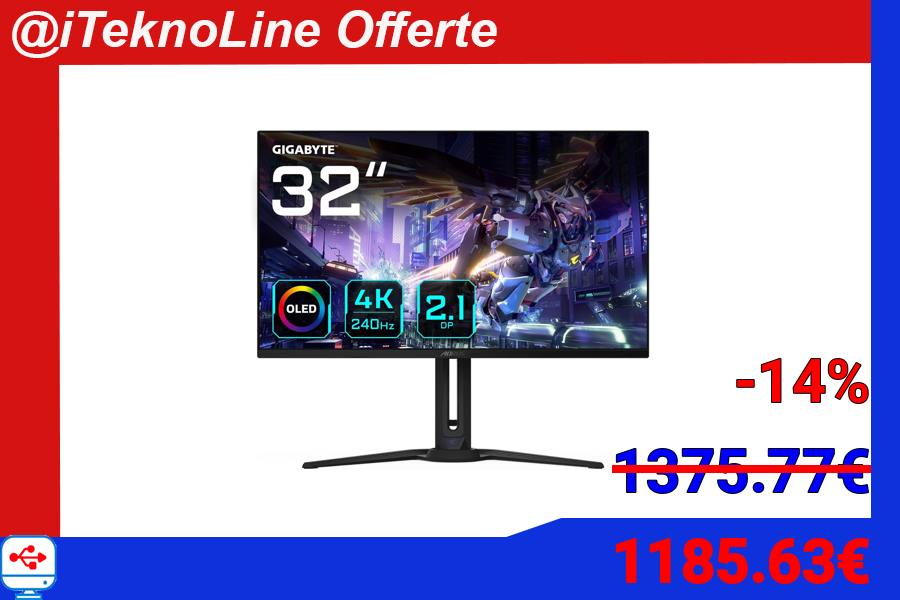 @iTeknoLine Offerte
GIGABYTE
32"
OLED
4K
240Hz
2.1
DP
-14%
1375.77€
1185.63€